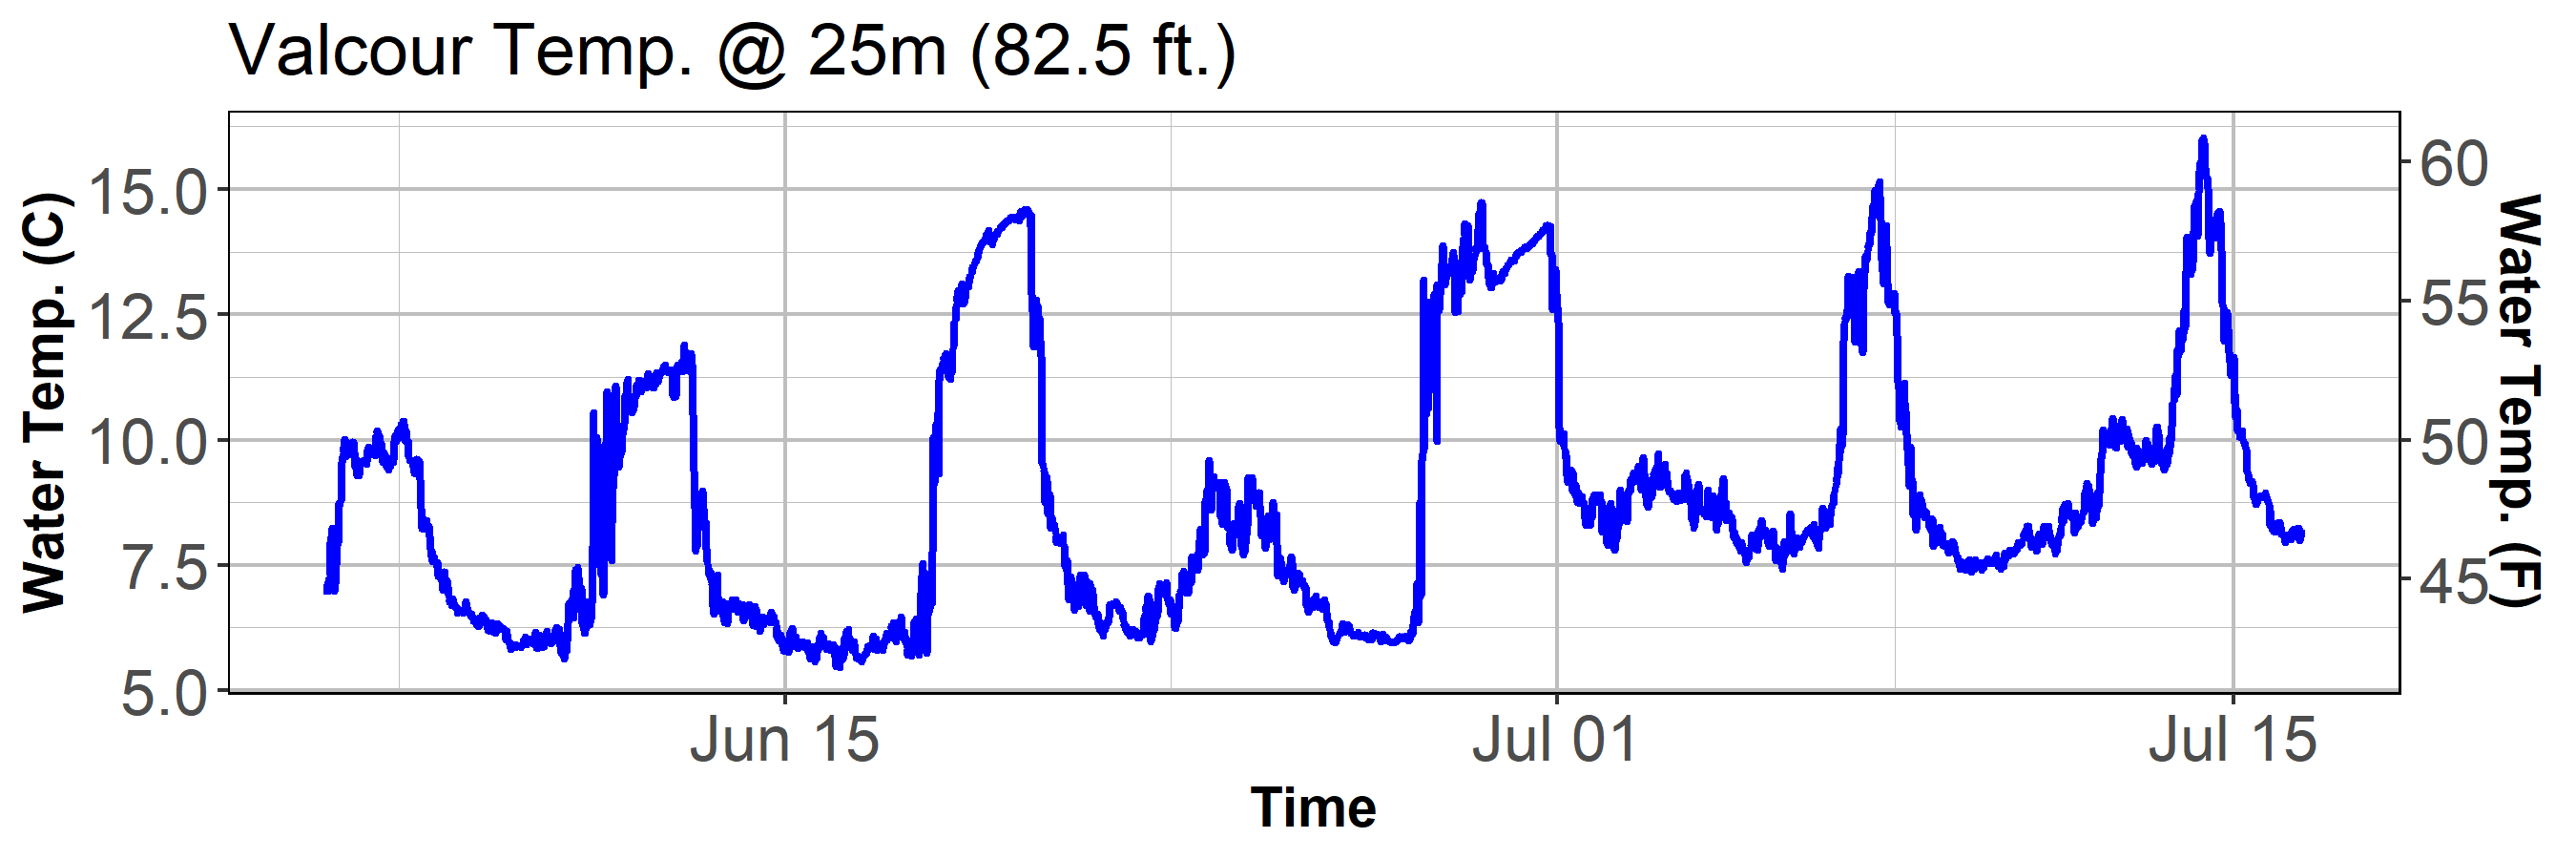 Valcour Temp. @ 25m (82.5 ft.)
Water Temp. (C)
15.0
12.5
10.0
7.5
5.0
60
55
50
45
Water Temp. (F)
Jun 15
Jul 01
Jul 15
Time